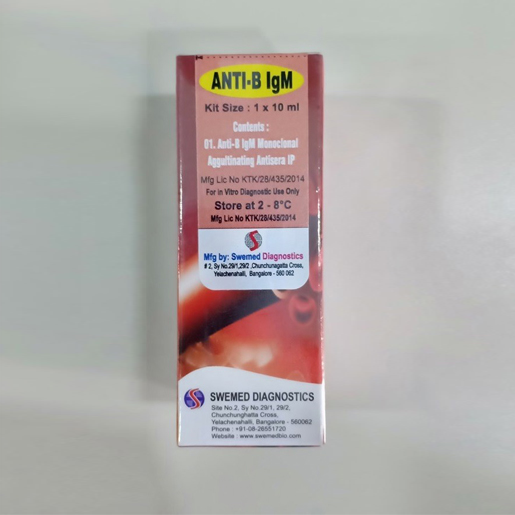 ANTI-B IgM
Kit Size : 1 x 10 ml
Contents :
01. Anti-B IgM Monoclonal
Aggultinating Antisera IP
Mfg Lic No KTK/28/435/2014
For in Vitro Diagnostic Use Only
Store at 2 - 8°C
Mfg Lic No KTK/28/435/2014
Mfg by: Swemed Diagnostics
# 2, Sy No.29/1,29/2 ,Chunchunagatta Cross,
Yelachenahalli, Bangalore - 560 062
SWEMED DIAGNOSTICS
Site No.2, Sy No.29/1, 29/2,
Chunchunghatta Cross,
Yelachenahalli, Bangalore - 560062
Phone : +91-08-26551720
Website : www.swemedbio.com